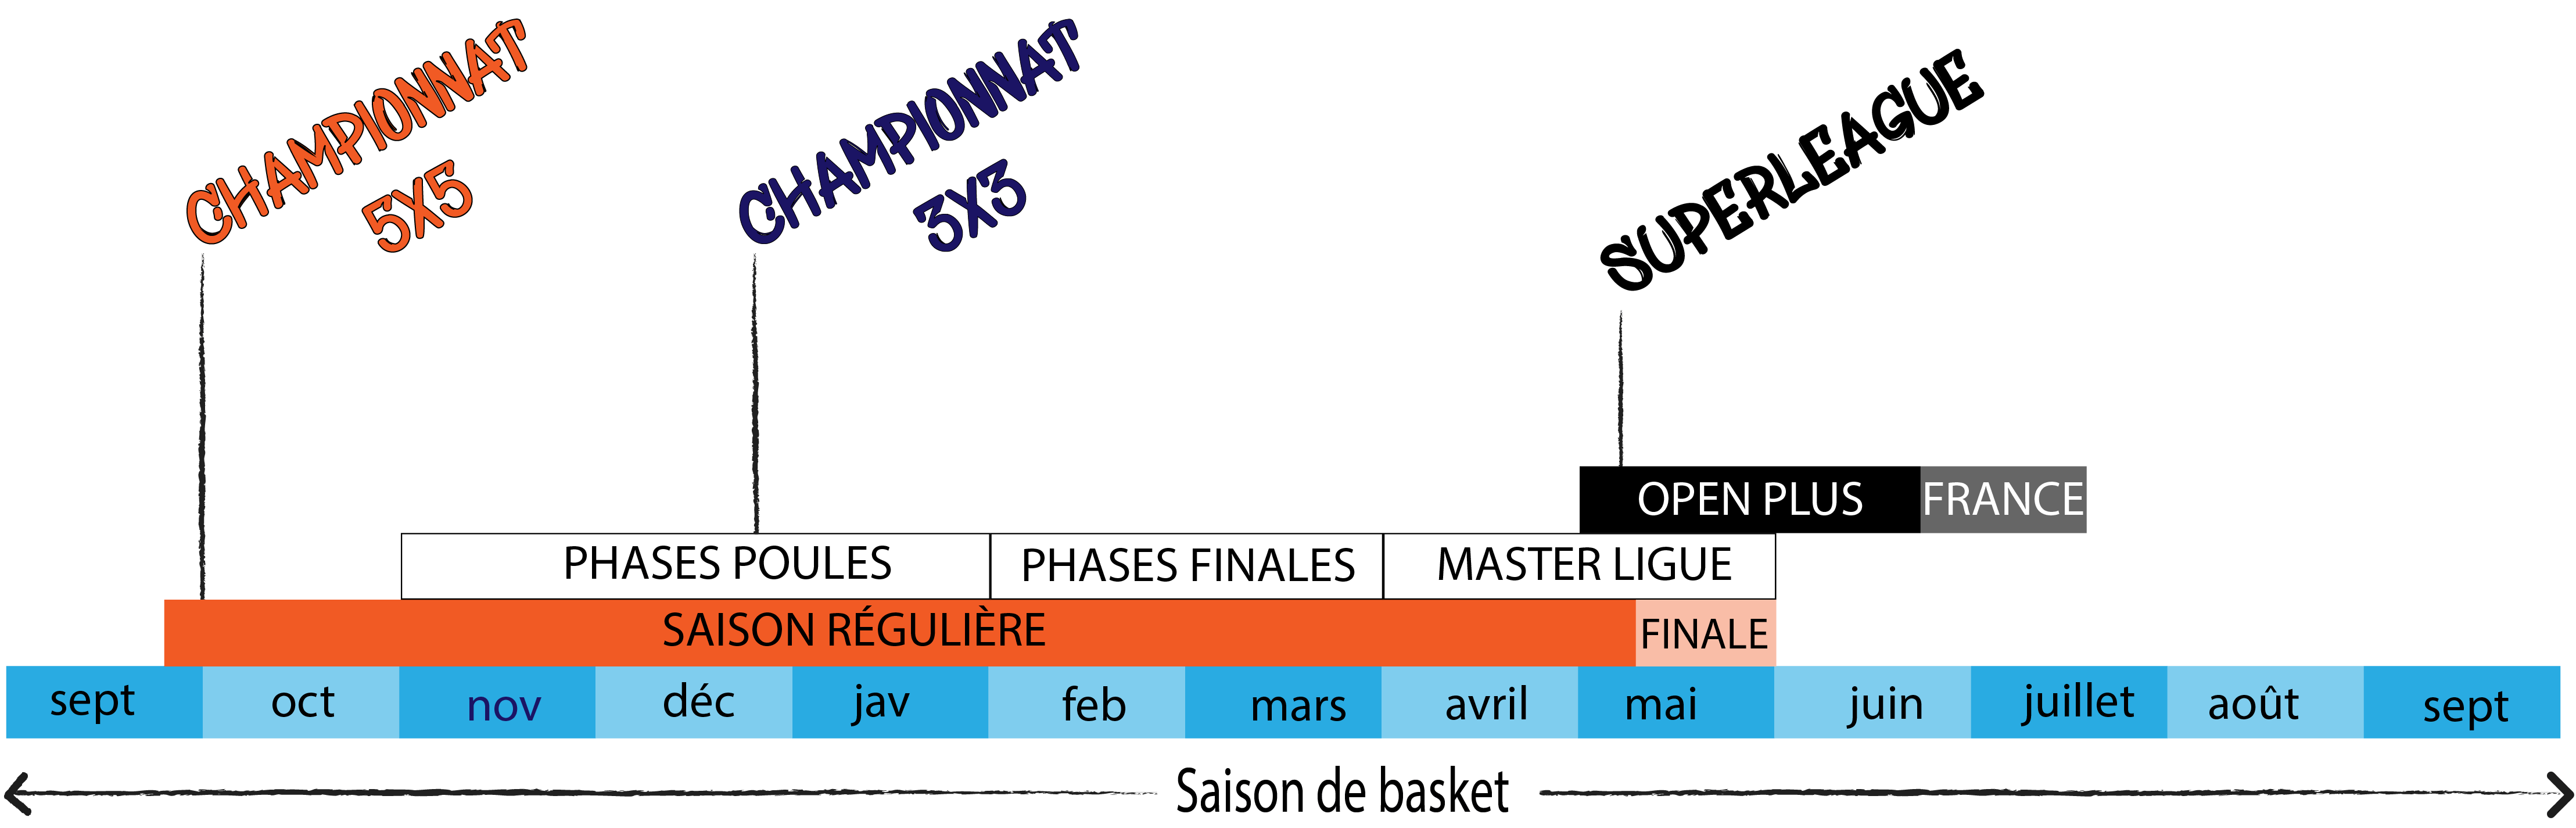 CHAMPIONNAT
5X5
CHAMPIONNAT
3X3
SUPERLEAGUE
OPEN PLUS FRANCE
PHASES POULES PHASES FINALES MASTER LIGUE
SAISON RÉGULIÈRE FINALE
sept oct nov déc jav feb mars avril mai juin juillet août sept
Saison de basket